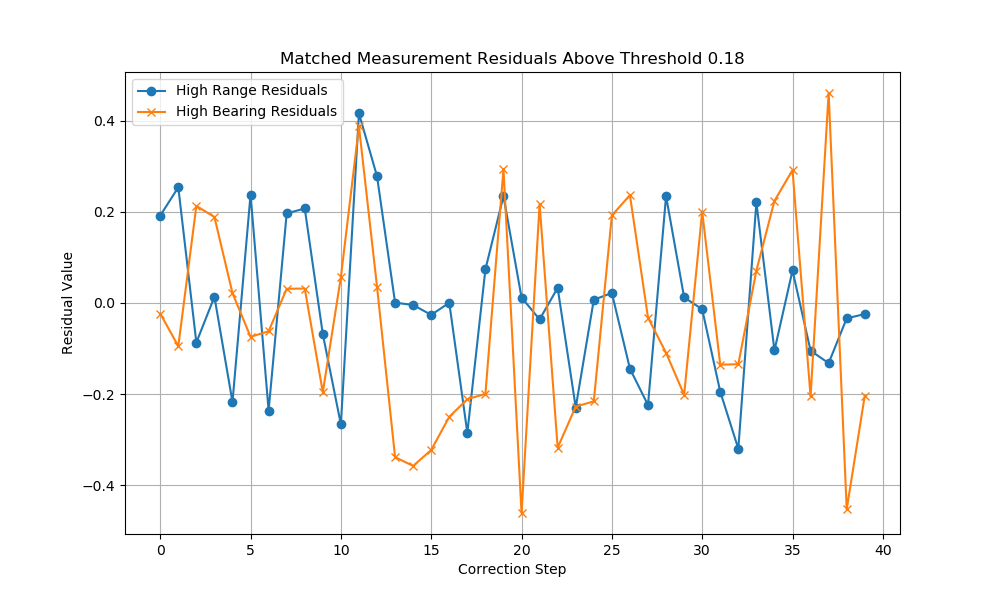 Matched Measurement Residuals Above Threshold 0.18
High Range Residuals
High Bearing Residuals
0.4
0.2
0.0
−0.2
−0.4
Residual Value
0 5 10 15 20 25 30 35 40
Correction Step